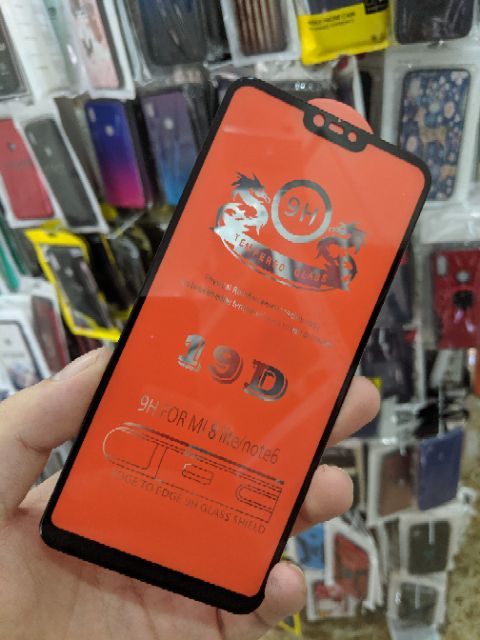 9H
TEMPERED GLASS
19D
9H FOR MI 8 lite/note6
EDGE TO EDGE 9H GLASS SHIELD